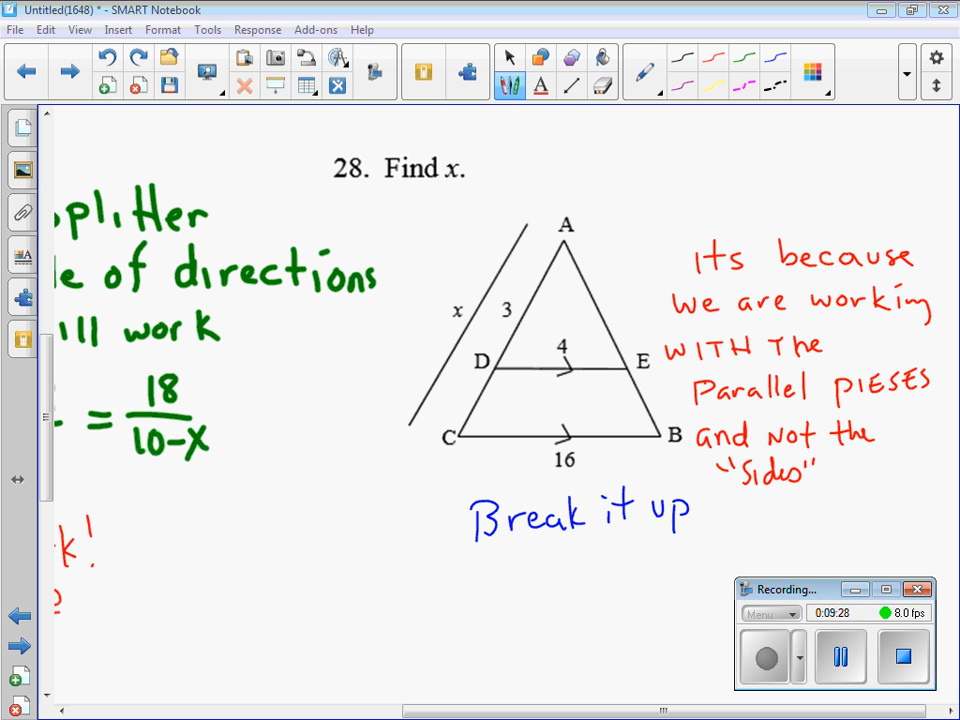 Untitled(1648) * - SMART Notebook
File Edit View Insert Format Tools Response Add-ons Help
28. Find x.
splitter
of directions
ill work
= 18
10-x
k!
A
x
3
4
D
E
C
B
16
its because
we are working
WITH The
Parallel PIESES
and Not the
"Sides"
Break it up
Recording...
Menu
0:09:28
8.0 fps